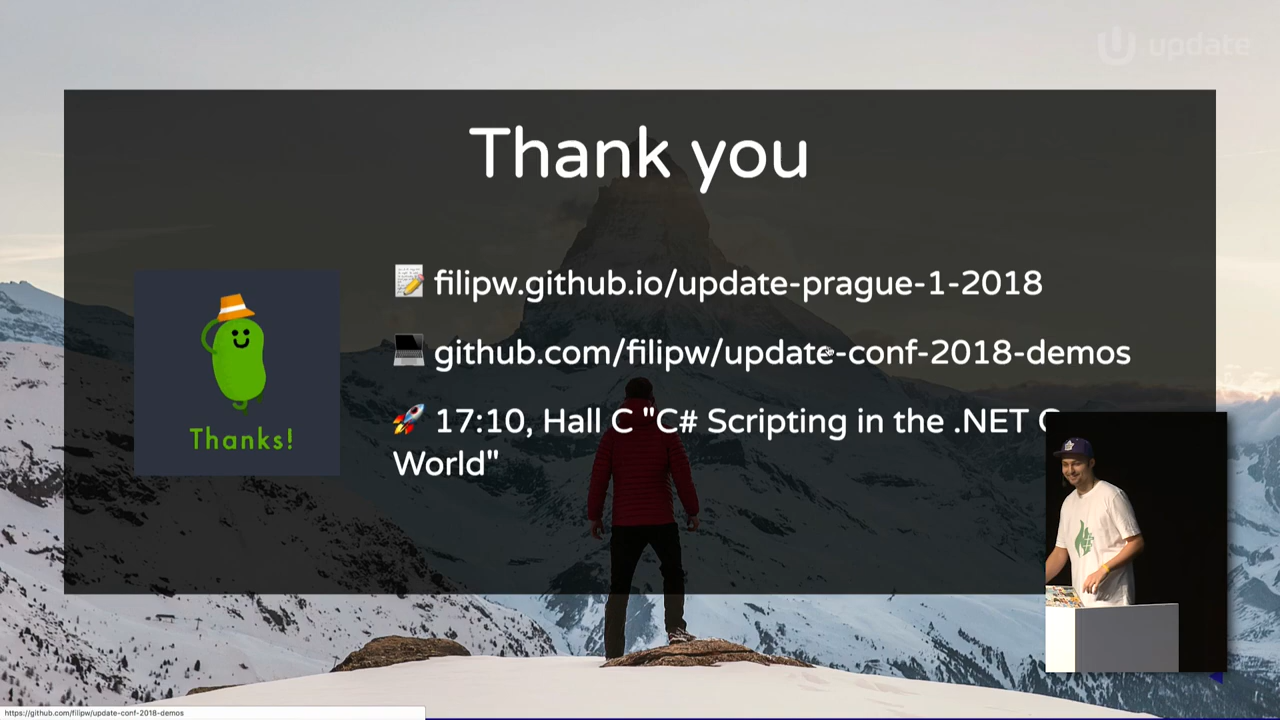 update
Thank you
filipw.github.io/update-prague-1-2018
github.com/filipw/update-conf-2018-demos
17:10, Hall C "C# Scripting in the .NET
World"
Thanks!
https://github.com/filipw/update-conf-2018-demos